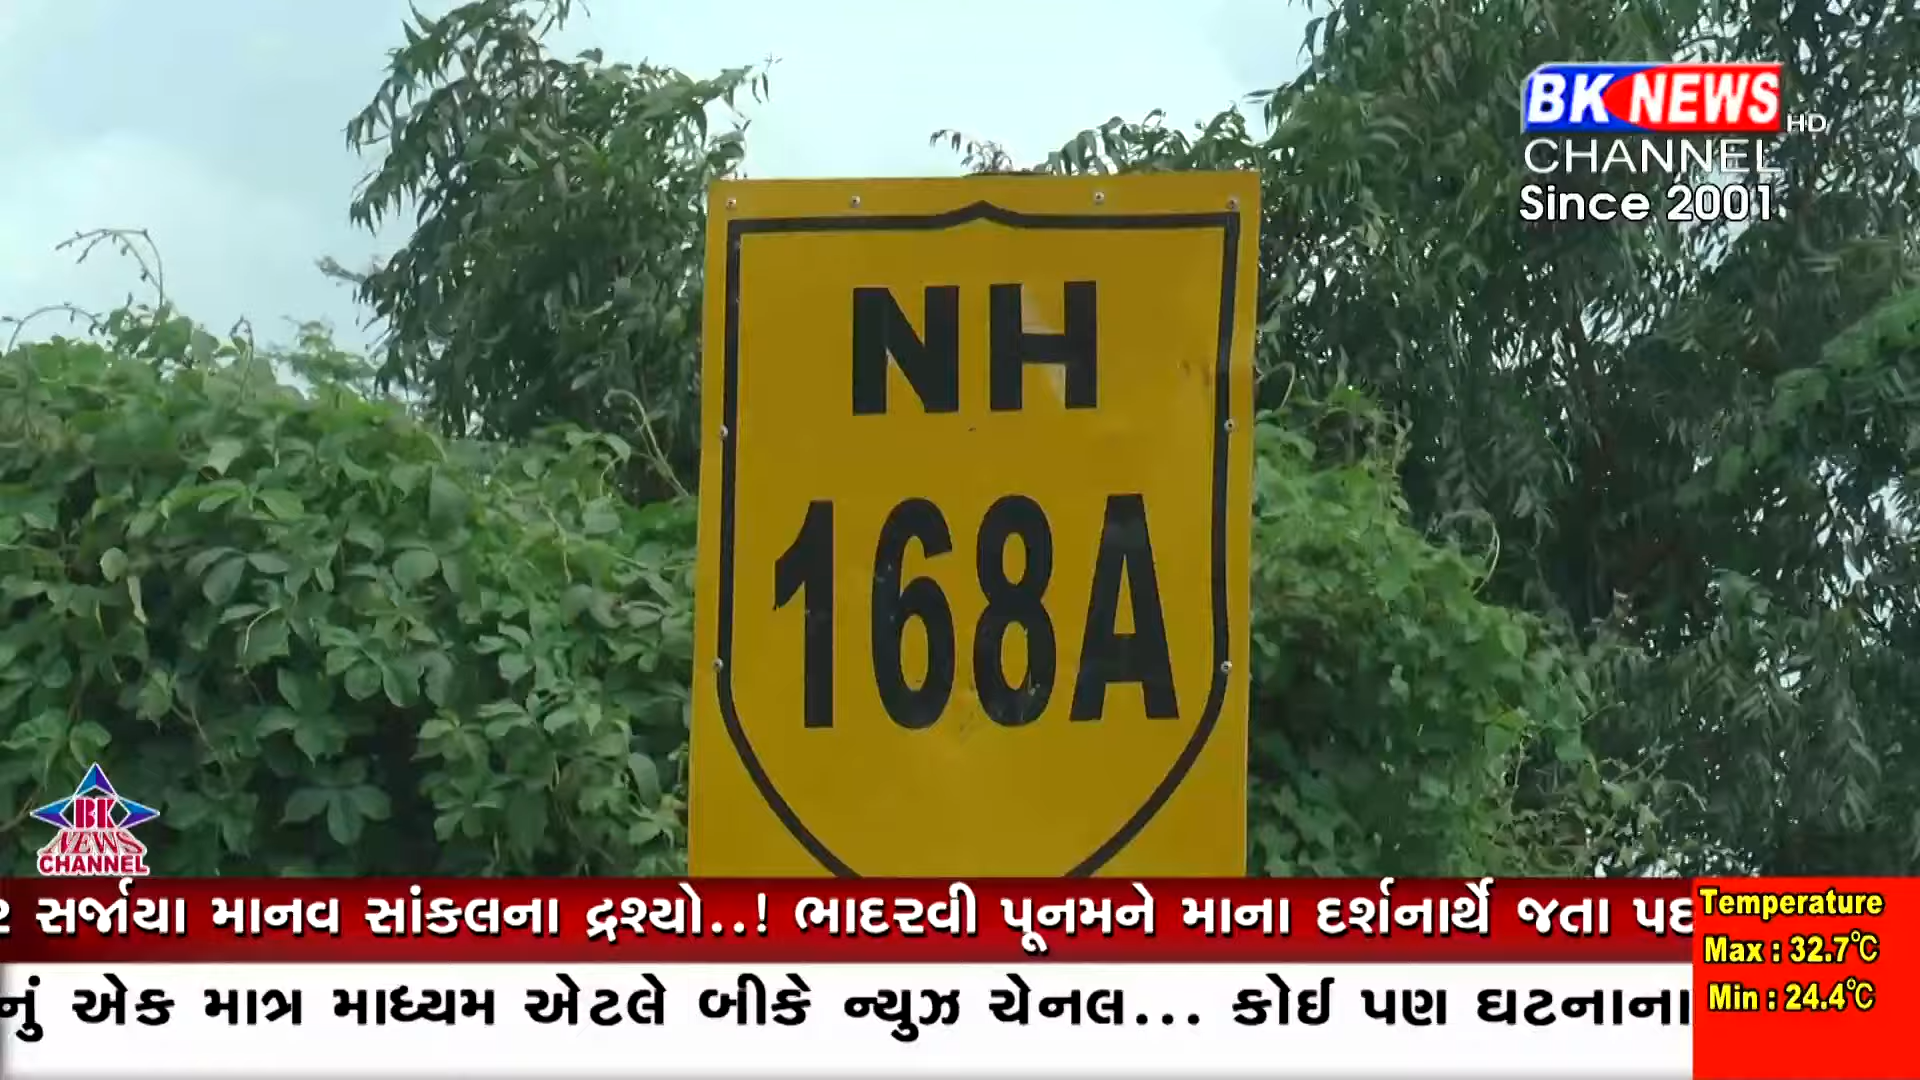 BK NEWS HD
CHANNEL
Since 2001
NH
168A
BK
NEWS
CHANNEL
સર્જાયા માનવ સાંકલના દ્રશ્યો..! ભાદરવી પૂનમને માના દર્શનાર્થે જતા પદ
નું એક માત્ર માધ્યમ એટલે બીકે ન્યુઝ ચેનલ... કોઈ પણ ઘટનાના
Temperature
Max : 32.7℃
Min : 24.4℃